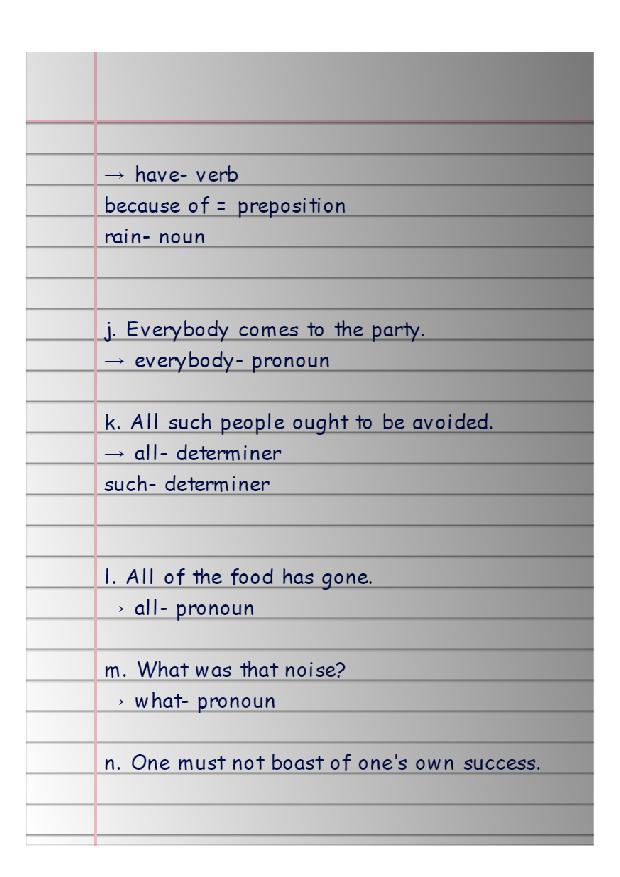 → have- verb
because of = preposition
rain- noun
j. Everybody comes to the party.
→ everybody- pronoun
k. All such people ought to be avoided.
→ all- determiner
such- determiner
l. All of the food has gone.
› all- pronoun
m. What was that noise?
› what- pronoun
n. One must not boast of one's own success.